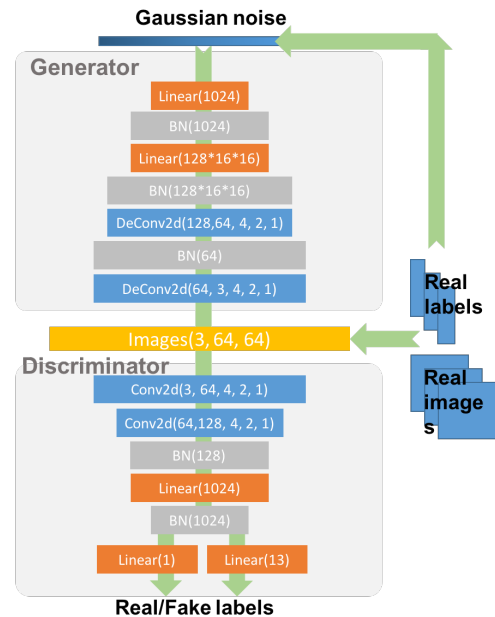 Gaussian noise
Generator
Linear(1024)
BN(1024)
Linear(128*16*16)
BN(128*16*16)
DeConv2d(128,64, 4, 2, 1)
BN(64)
DeConv2d(64, 3, 4, 2, 1)
Real
labels
Images(3, 64, 64)
Discriminator
Real
image
s
Conv2d(3, 64, 4, 2, 1)
Conv2d(64,128, 4, 2, 1)
BN(128)
Linear(1024)
BN(1024)
Linear(1)
Linear(13)
Real/Fake labels